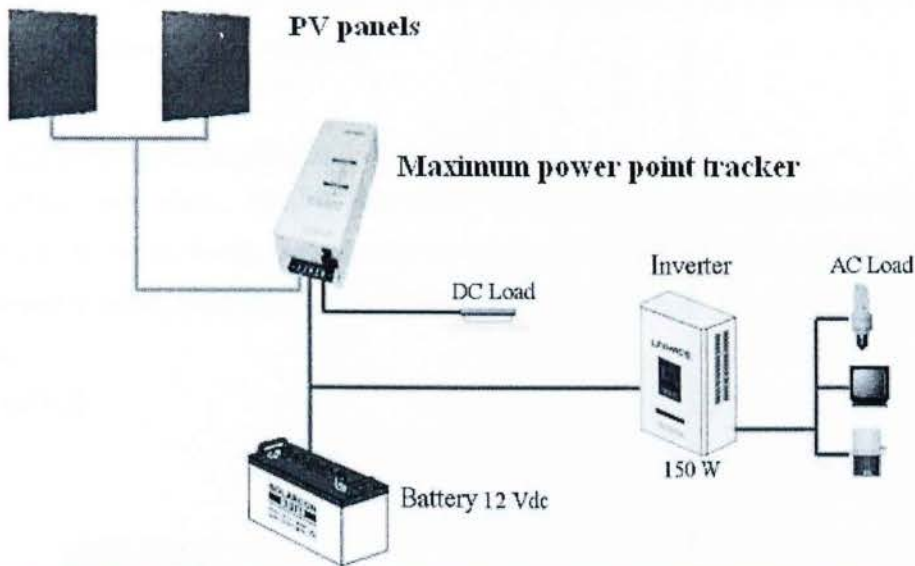 PV panels
Maximum power point tracker
Inverter
AC Load
DC Load
150 W
Battery 12 Vdc